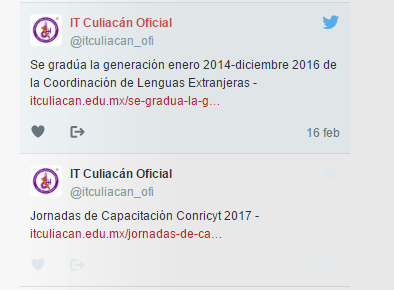 IT Culiacán Oficial
@itculiacan_ofi
Se gradúa la generación enero 2014-diciembre 2016 de
la Coordinación de Lenguas Extranjeras -
itculiacan.edu.mx/se-gradua-la-g…
16 feb
IT Culiacán Oficial
@itculiacan_ofi
Jornadas de Capacitación Conricyt 2017 -
itculiacan.edu.mx/jornadas-de-ca…